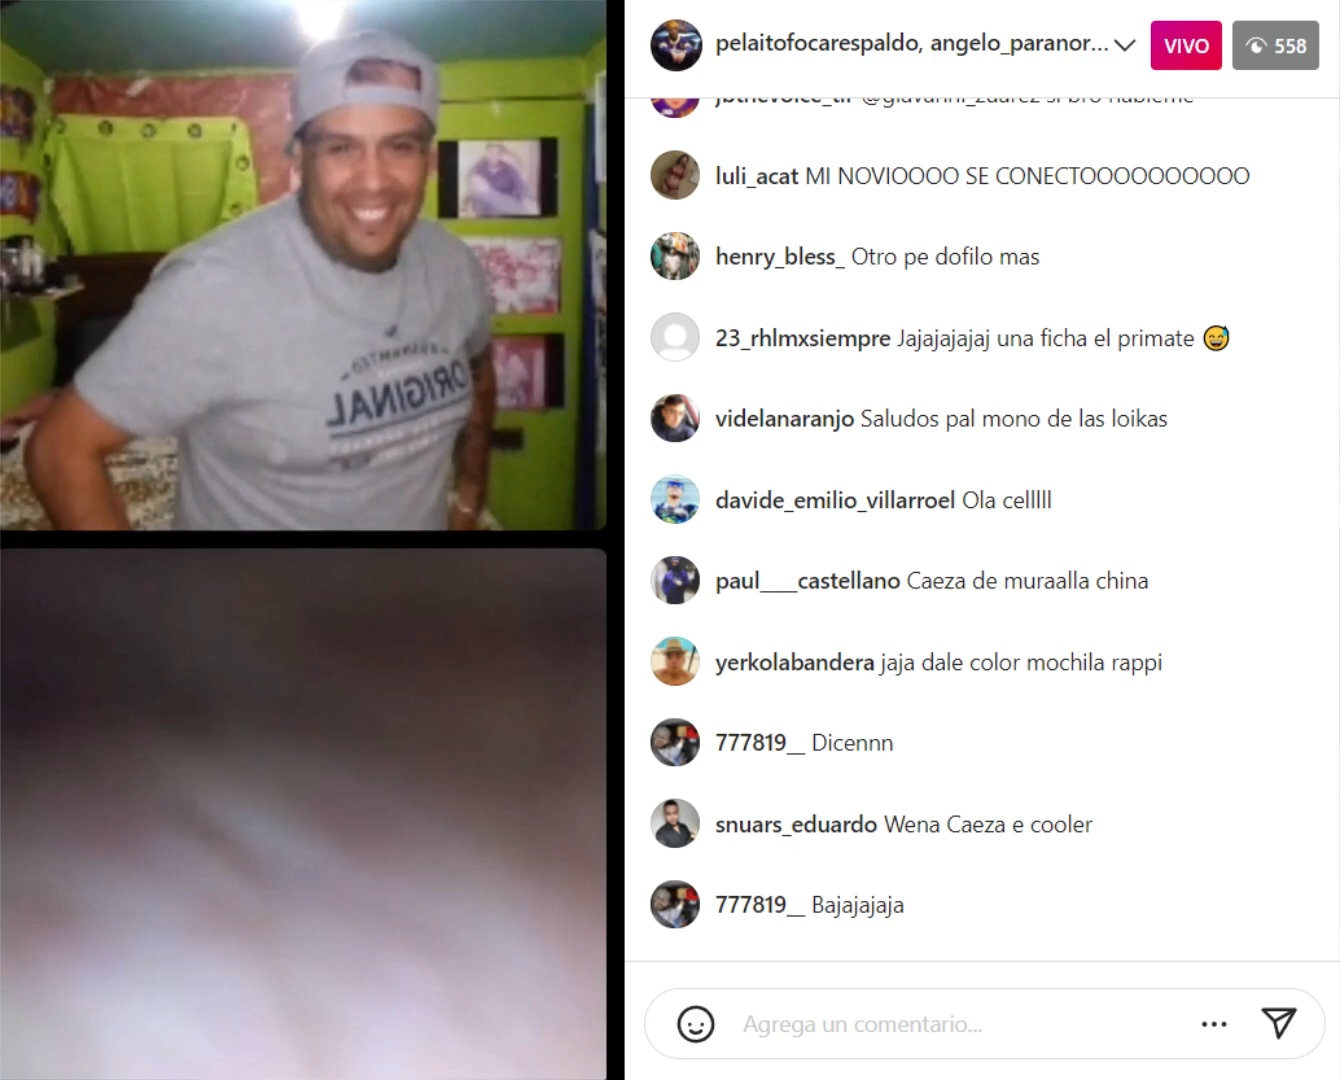 pelaitofocarespaldo, angelo_paranor...
VIVO
558
luli_acat MI NOVIOOOO SE CONECTOOOOOOOOOO
henry_bless_ Otro pe dofilo mas
23_rhlmxsiempre Jajajajajaj una ficha el primate 😅
videlanaranjo Saludos pal mono de las loikas
davide_emilio_villarroel Ola celllll
paul___castellano Caeza de muraalla china
yerkolabandera jaja dale color mochila rappi
777819__ Dicennn
snuars_eduardo Wena Caeza e cooler
777819__ Bajajajaja
Agrega un comentario...
ORIGINAL